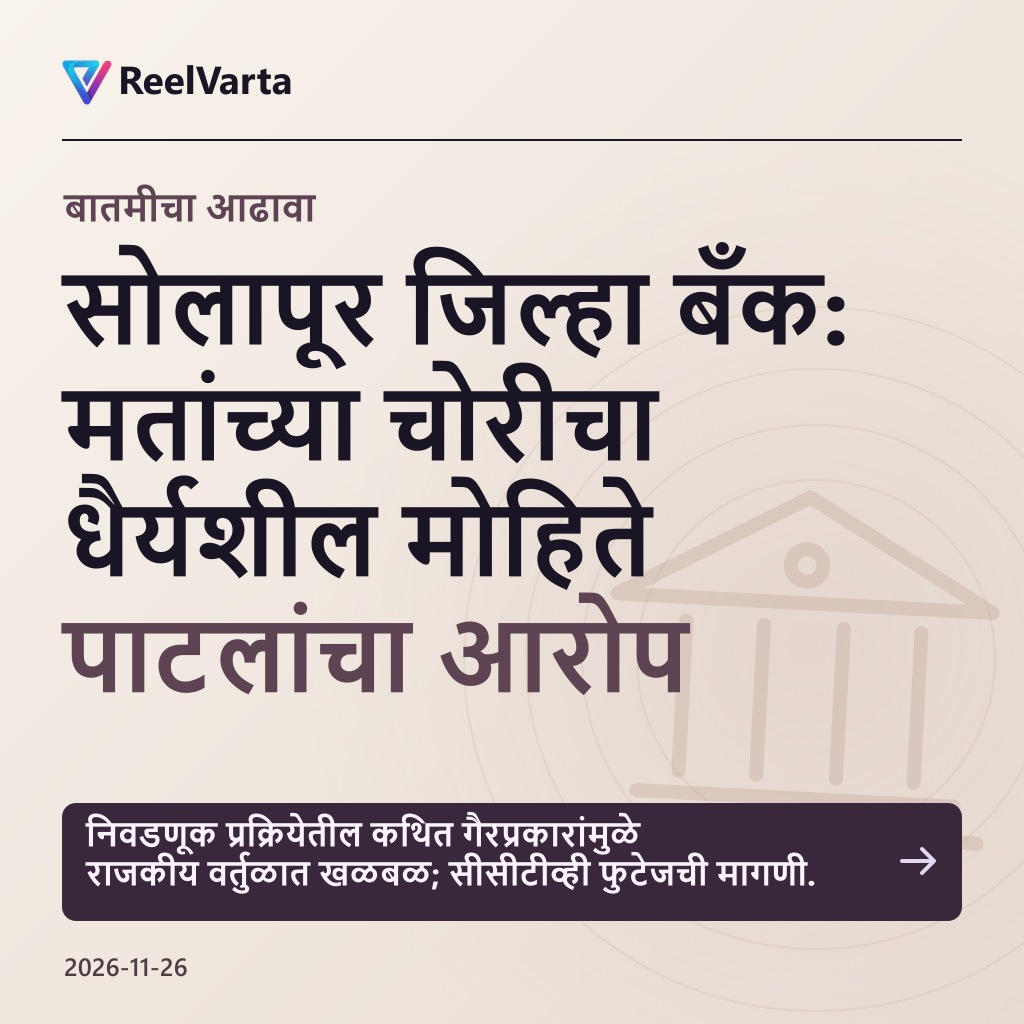 ReelVarta
बातमीचा आढावा
सोलापूर जिल्हा बँक:
मतांच्या चोरीचा
धैर्यशील मोहिते
पाटलांचा आरोप
निवडणूक प्रक्रियेतील कथित गैरप्रकारांमुळे
राजकीय वर्तुळात खळबळ; सीसीटीव्ही फुटेजची मागणी.
2026-11-26